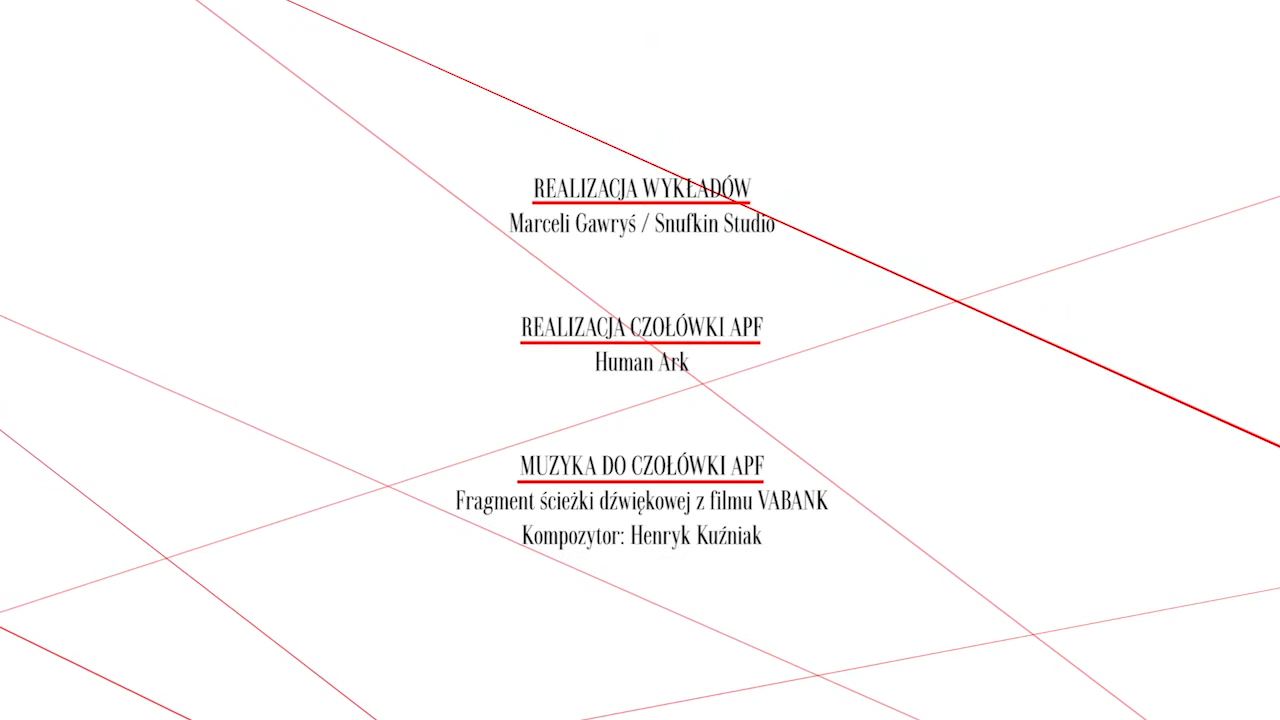 REALIZACJA WYKŁADÓW
Marceli Gawryś / Snufkin Studio
REALIZACJA CZOŁÓWKI APF
Human Ark
MUZYKA DO CZOŁÓWKI APF
Fragment ścieżki dźwiękowej z filmu VABANK
Kompozytor: Henryk Kuźniak